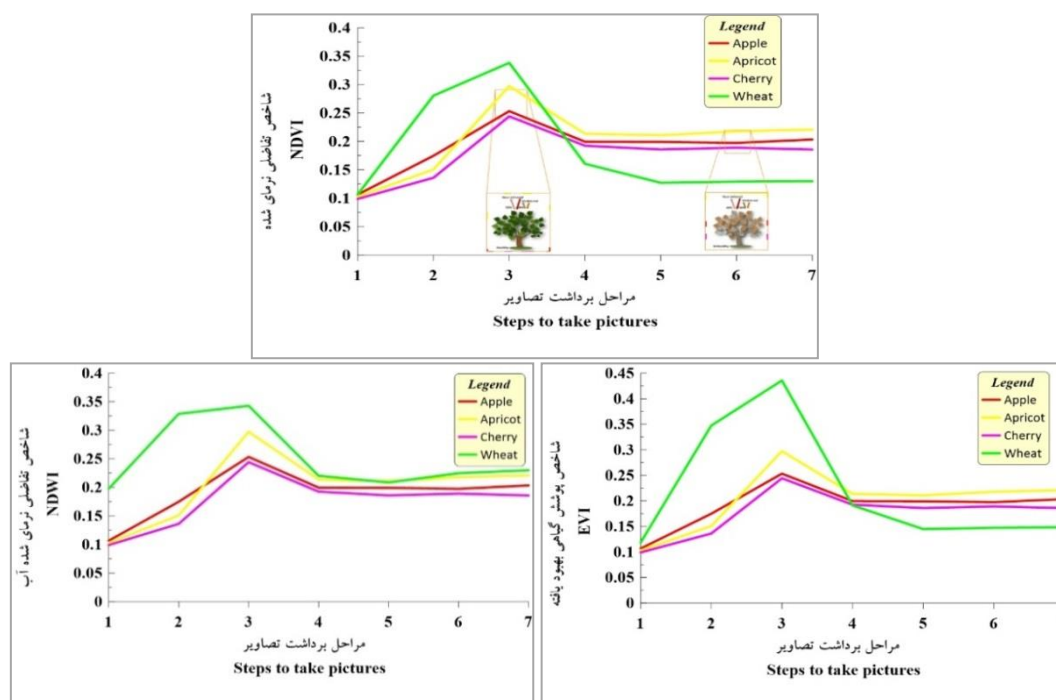 0.4
0.35
0.3
0.25
0.2
0.15
0.1
0.05
0
شاخص تفاضلی نرمای شده
NDVI
Legend
Apple
Apricot
Cherry
Wheat
1 2 3 4 5 6 7
مراحل برداشت تصاویر
Steps to take pictures
0.4
0.35
0.3
0.25
0.2
0.15
0.1
0.05
0
شاخص تفاضلی نرمای شده آب
NDWI
Legend
Apple
Apricot
Cherry
Wheat
1 2 3 4 5 6 7
مراحل برداشت تصاویر
Steps to take pictures
0.45
0.4
0.35
0.3
0.25
0.2
0.15
0.1
0.05
0
شاخص پوشش گیاهی بهبود یافته
EVI
Legend
Apple
Apricot
Cherry
Wheat
1 2 3 4 5 6
مراحل برداشت تصاویر
Steps to take pictures